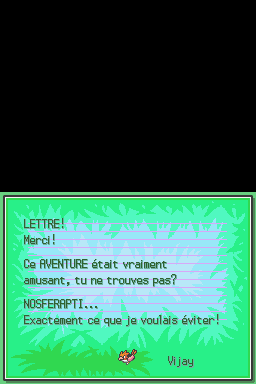 LETTRE!
Merci!
Ce AVENTURE était vraiment
amusant, tu ne trouves pas?
NOSFERAPTI...
Exactement ce que je voulais éviter!
Vijay